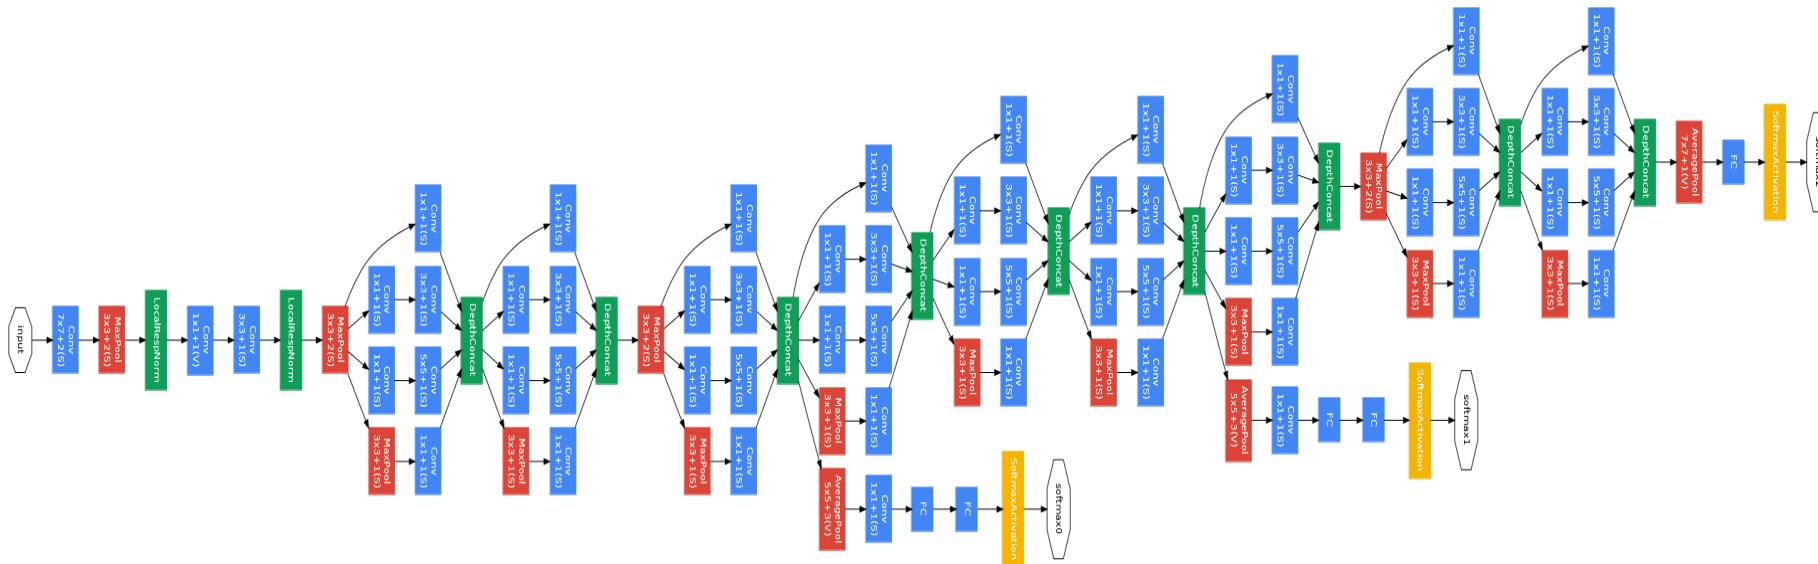 input
Conv
7x7+2(S)
MaxPool
3x3+2(S)
LocalRespNorm
Conv
1x1+1(V)
Conv
3x3+1(S)
LocalRespNorm
MaxPool
3x3+2(S)
Conv
1x1+1(S)
Conv
1x1+1(S)
MaxPool
3x3+1(S)
Conv
1x1+1(S)
Conv
3x3+1(S)
Conv
5x5+1(S)
Conv
1x1+1(S)
DepthConcat
Conv
1x1+1(S)
Conv
1x1+1(S)
MaxPool
3x3+1(S)
Conv
1x1+1(S)
Conv
3x3+1(S)
Conv
5x5+1(S)
Conv
1x1+1(S)
DepthConcat
MaxPool
3x3+2(S)
Conv
1x1+1(S)
Conv
1x1+1(S)
MaxPool
3x3+1(S)
Conv
1x1+1(S)
Conv
3x3+1(S)
Conv
5x5+1(S)
Conv
1x1+1(S)
DepthConcat
Conv
1x1+1(S)
Conv
1x1+1(S)
MaxPool
3x3+1(S)
AveragePool
5x5+3(V)
Conv
1x1+1(S)
Conv
3x3+1(S)
Conv
5x5+1(S)
Conv
1x1+1(S)
Conv
1x1+1(S)
DepthConcat
FC
Conv
1x1+1(S)
Conv
1x1+1(S)
MaxPool
3x3+1(S)
FC
Conv
1x1+1(S)
Conv
3x3+1(S)
Conv
5x5+1(S)
Conv
1x1+1(S)
SoftmaxActivation
DepthConcat
softmax0
Conv
1x1+1(S)
Conv
1x1+1(S)
MaxPool
3x3+1(S)
Conv
1x1+1(S)
Conv
3x3+1(S)
Conv
5x5+1(S)
Conv
1x1+1(S)
DepthConcat
Conv
1x1+1(S)
Conv
1x1+1(S)
MaxPool
3x3+1(S)
AveragePool
5x5+3(V)
Conv
1x1+1(S)
Conv
3x3+1(S)
Conv
5x5+1(S)
Conv
1x1+1(S)
Conv
1x1+1(S)
DepthConcat
FC
MaxPool
3x3+2(S)
FC
Conv
1x1+1(S)
Conv
1x1+1(S)
MaxPool
3x3+1(S)
SoftmaxActivation
Conv
1x1+1(S)
Conv
3x3+1(S)
Conv
5x5+1(S)
Conv
1x1+1(S)
softmax1
DepthConcat
Conv
1x1+1(S)
Conv
1x1+1(S)
MaxPool
3x3+1(S)
Conv
1x1+1(S)
Conv
3x3+1(S)
Conv
5x5+1(S)
Conv
1x1+1(S)
DepthConcat
AveragePool
7x7+1(V)
FC
SoftmaxActivation